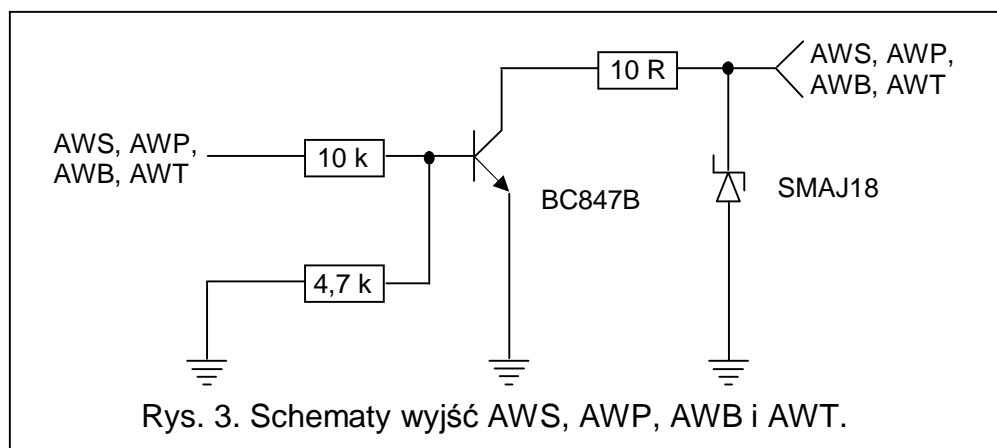 10 R
AWS, AWP,
AWB, AWT
AWS, AWP,
AWB, AWT
10 k
BC847B
SMAJ18
4,7 k
Rys. 3. Schematy wyjść AWS, AWP, AWB i AWT.